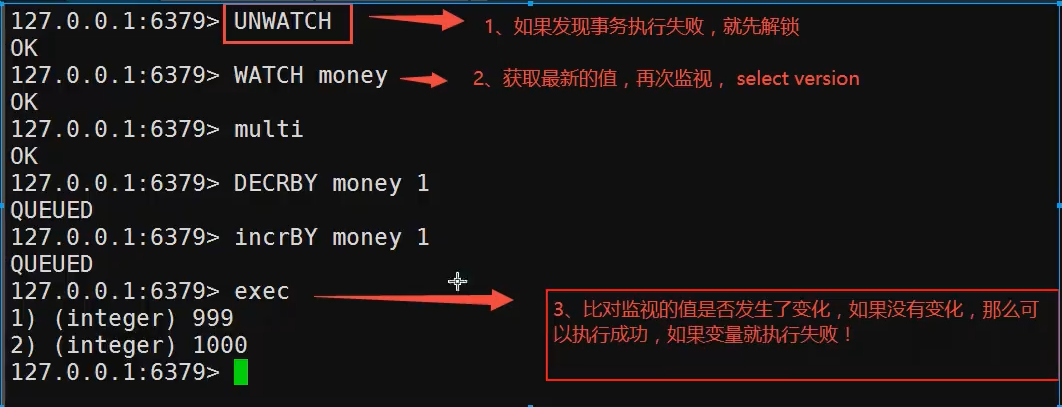 127.0.0.1:6379> UNWATCH
1、如果发现事务执行失败，就先解锁
OK
127.0.0.1:6379> WATCH money
2、获取最新的值，再次监视， select version
OK
127.0.0.1:6379> multi
OK
127.0.0.1:6379> DECRBY money 1
QUEUED
127.0.0.1:6379> incrBY money 1
QUEUED
127.0.0.1:6379> exec
1) (integer) 999
2) (integer) 1000
127.0.0.1:6379>
3、比对监视的值是否发生了变化，如果没有变化，那么可
以执行成功，如果变量就执行失败！